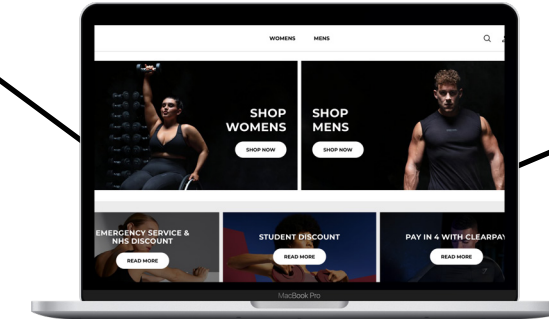 WOMENS MENS
SHOP
WOMENS
SHOP NOW
SHOP
MENS
SHOP NOW
EMERGENCY SERVICE &
NHS DISCOUNT
READ MORE
STUDENT DISCOUNT
READ MORE
PAY IN 4 WITH CLEARPAY
READ MORE
MacBook Pro